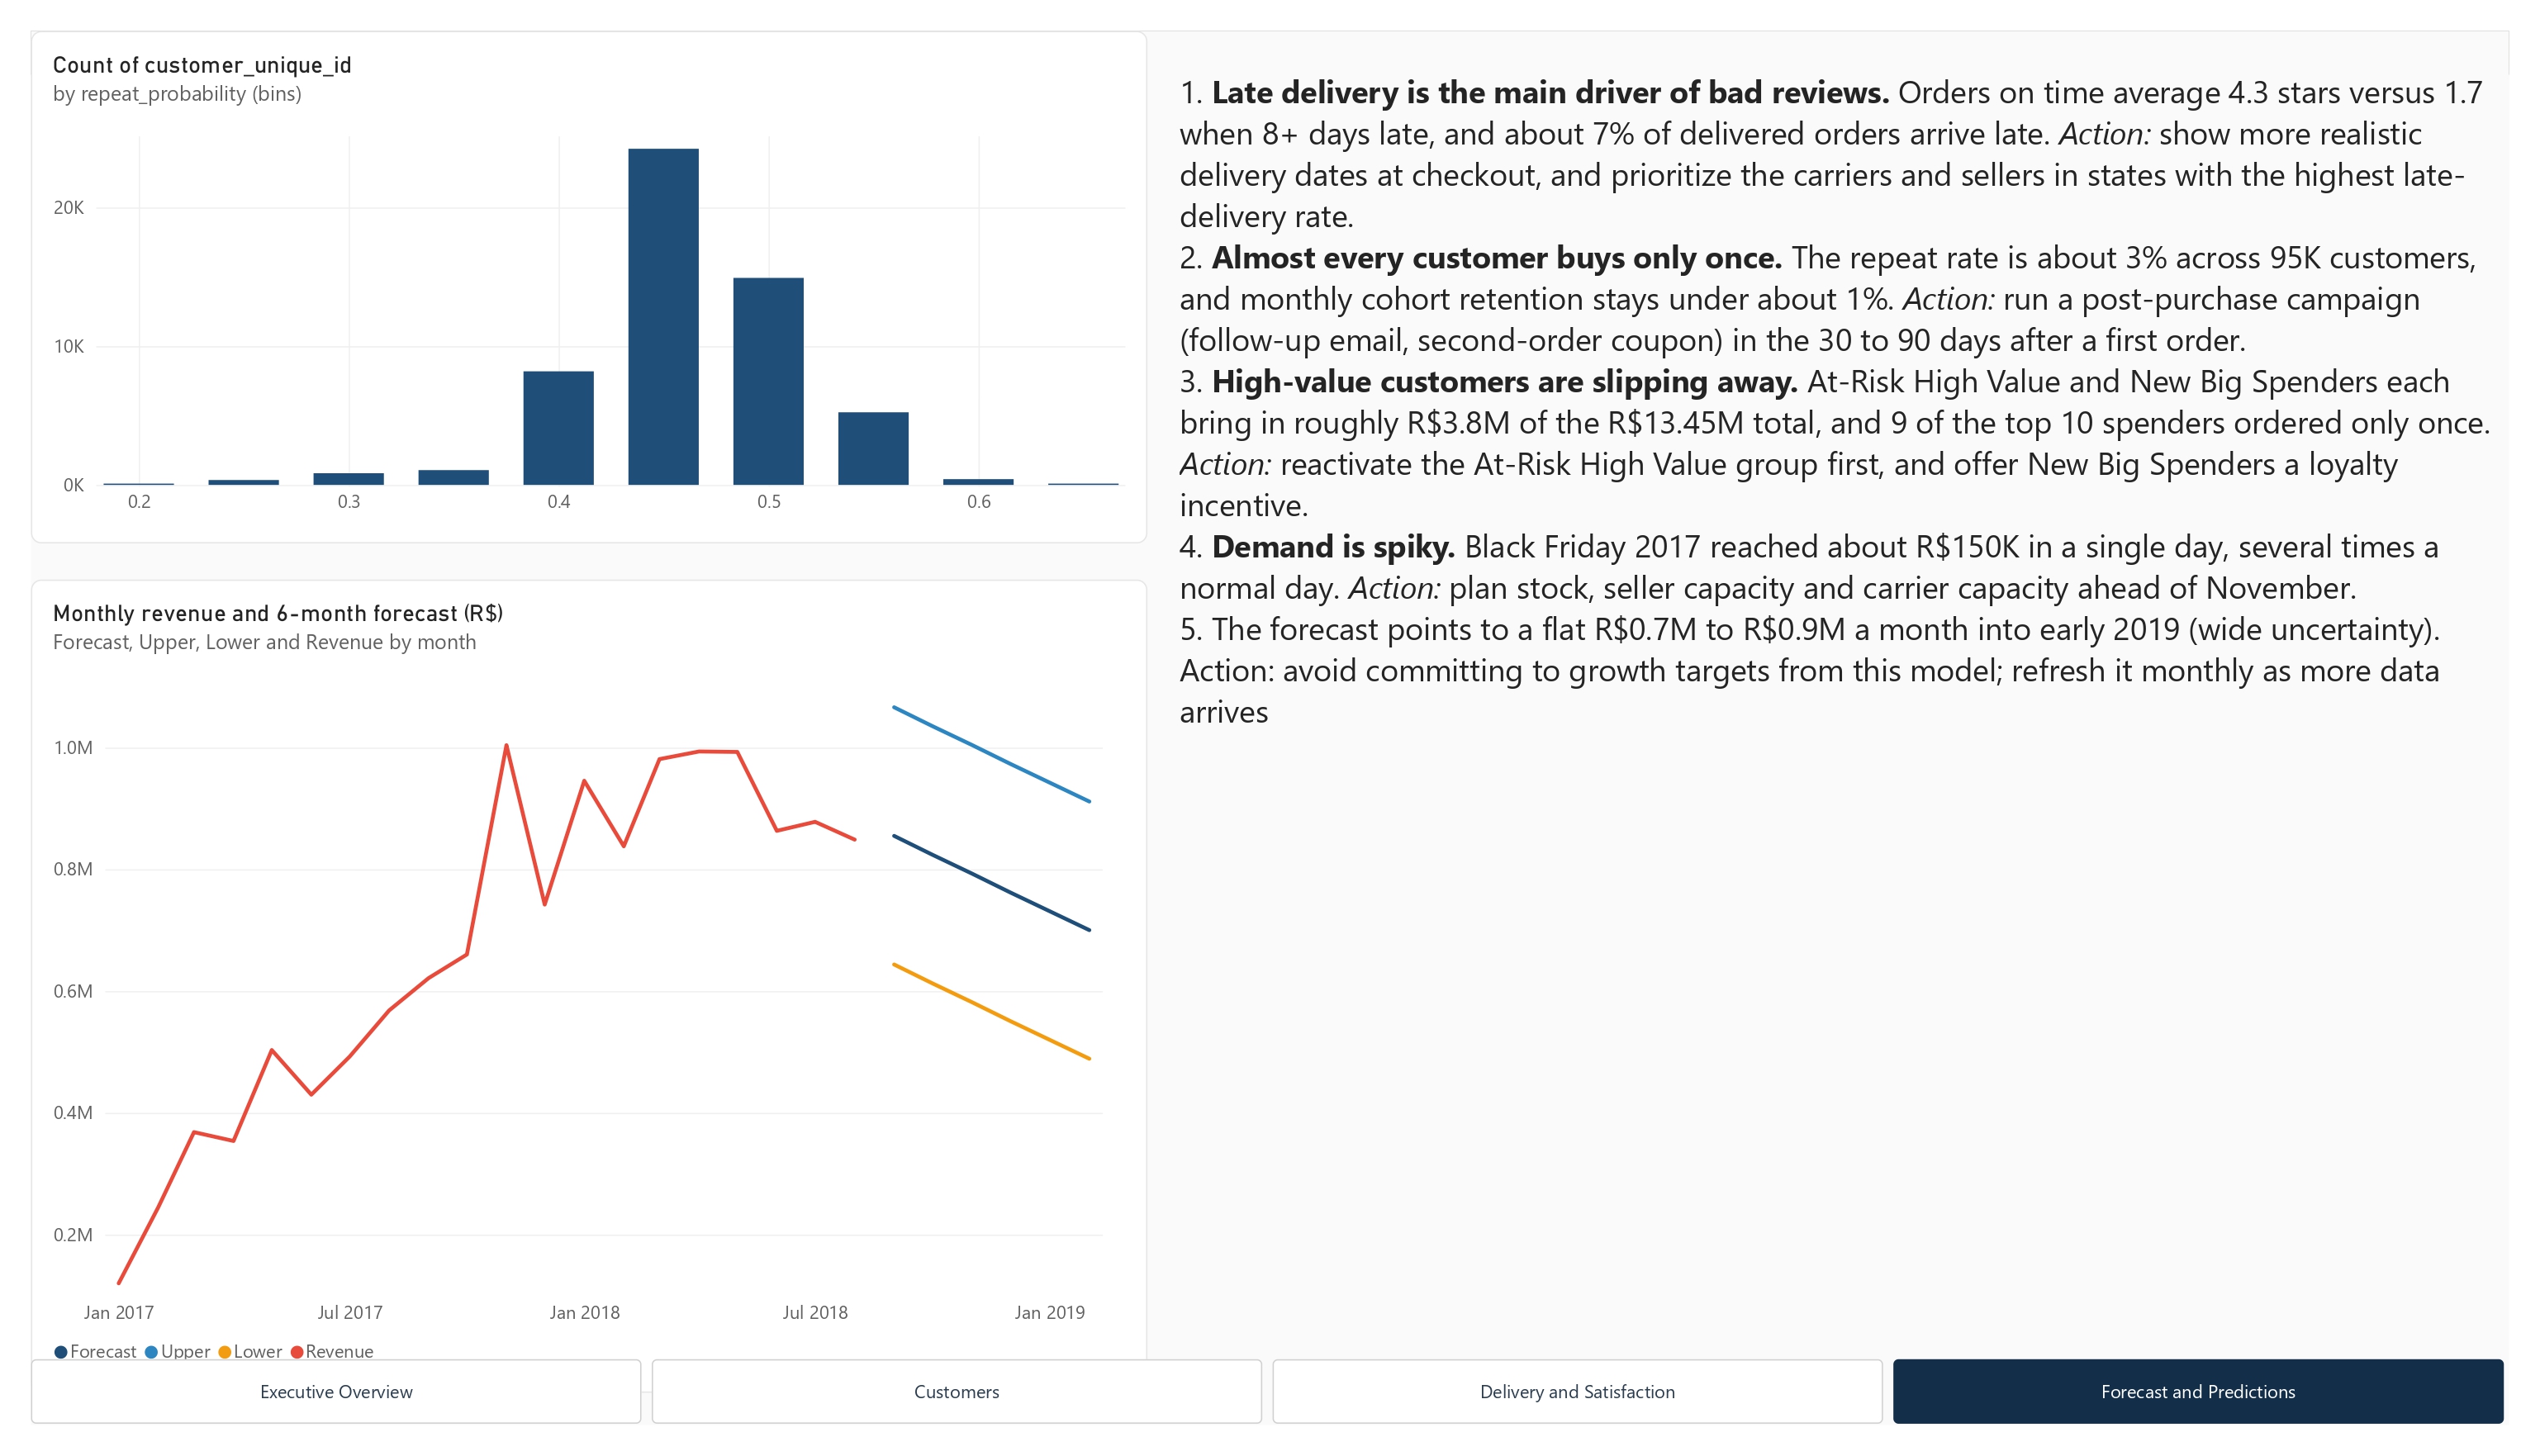 Count of customer_unique_id
by repeat_probability (bins)
20K
10K
0K
0.2
0.3
0.4
0.5
0.6
Monthly revenue and 6-month forecast (R$)
Forecast, Upper, Lower and Revenue by month
1.0M
0.8M
0.6M
0.4M
0.2M
Jan 2017
Jul 2017
Jan 2018
Jul 2018
Jan 2019
Forecast
Upper
Lower
Revenue
1. Late delivery is the main driver of bad reviews. Orders on time average 4.3 stars versus 1.7
when 8+ days late, and about 7% of delivered orders arrive late. Action: show more realistic
delivery dates at checkout, and prioritize the carriers and sellers in states with the highest late-
delivery rate.
2. Almost every customer buys only once. The repeat rate is about 3% across 95K customers,
and monthly cohort retention stays under about 1%. Action: run a post-purchase campaign
(follow-up email, second-order coupon) in the 30 to 90 days after a first order.
3. High-value customers are slipping away. At-Risk High Value and New Big Spenders each
bring in roughly R$3.8M of the R$13.45M total, and 9 of the top 10 spenders ordered only once.
Action: reactivate the At-Risk High Value group first, and offer New Big Spenders a loyalty
incentive.
4. Demand is spiky. Black Friday 2017 reached about R$150K in a single day, several times a
normal day. Action: plan stock, seller capacity and carrier capacity ahead of November.
5. The forecast points to a flat R$0.7M to R$0.9M a month into early 2019 (wide uncertainty).
Action: avoid committing to growth targets from this model; refresh it monthly as more data
arrives
Executive Overview
Customers
Delivery and Satisfaction
Forecast and Predictions